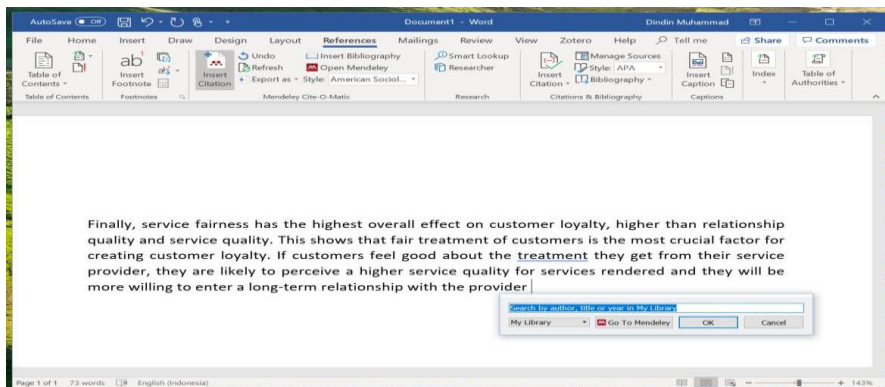 AutoSave Off Document1 - Word Dindin Muhammad
File Home Insert Draw Design Layout References Mailings Review View Zotero Help Tell me Share Comments
Table of Contents
Insert Footnote
Insert Citation
Undo
Refresh
Export as
Insert Bibliography
Open Mendeley
Style: American Sociol...
Smart Lookup
Researcher
Insert Citation
Manage Sources
Style: APA
Bibliography
Insert Caption
Index
Table of Authorities
Table of Contents Footnotes Mendeley Cite-O-Matic Research Citations & Bibliography Captions
Finally, service fairness has the highest overall effect on customer loyalty, higher than relationship
quality and service quality. This shows that fair treatment of customers is the most crucial factor for
creating customer loyalty. If customers feel good about the treatment they get from their service
provider, they are likely to perceive a higher service quality for services rendered and they will be
more willing to enter a long-term relationship with the provider
Search by author, title or year in My Library
My Library Go To Mendeley OK Cancel
Page 1 of 1 73 words English (Indonesia) 143%